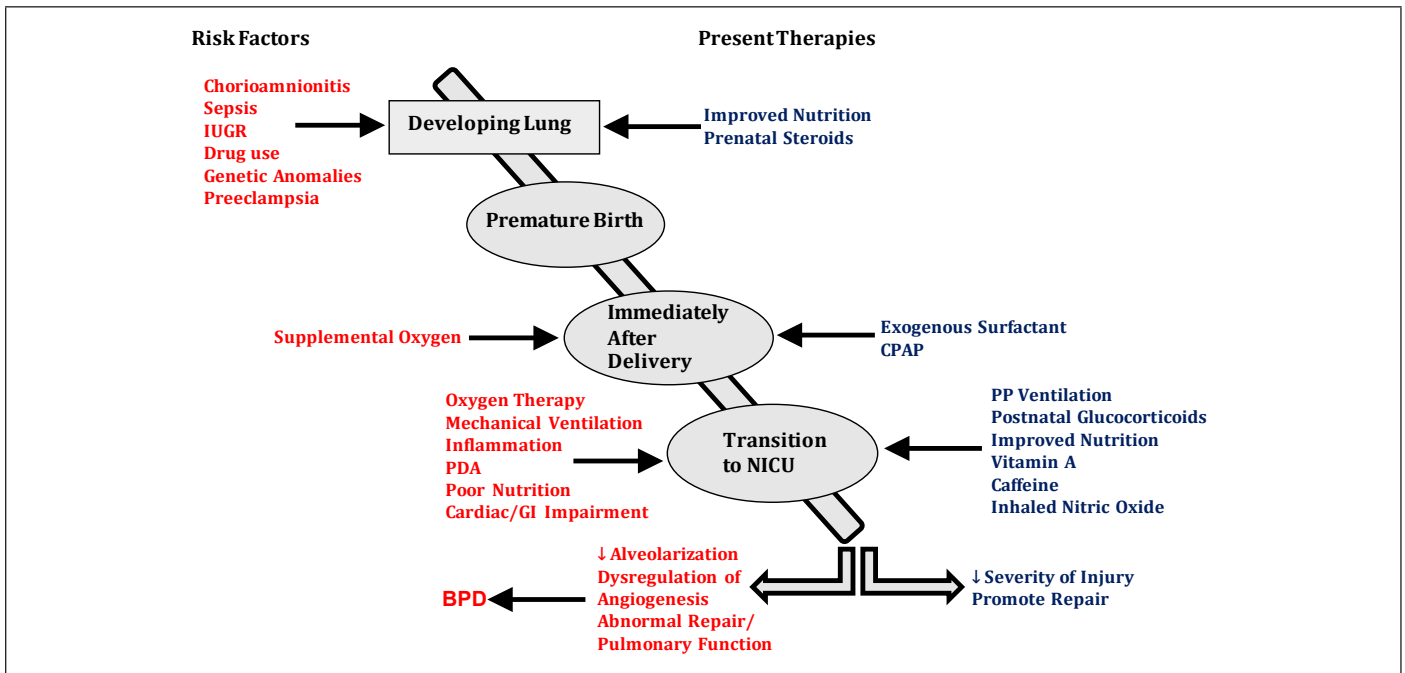 Risk Factors
Present Therapies
Chorioamnionitis
Sepsis
IUGR
Drug use
Genetic Anomalies
Preeclampsia
Developing Lung
Improved Nutrition
Prenatal Steroids
Premature Birth
Supplemental Oxygen
Immediately
After
Delivery
Exogenous Surfactant
CPAP
Oxygen Therapy
Mechanical Ventilation
Inflammation
PDA
Poor Nutrition
Cardiac/GI Impairment
Transition
to NICU
PP Ventilation
Postnatal Glucocorticoids
Improved Nutrition
Vitamin A
Caffeine
Inhaled Nitric Oxide
BPD
↓Alveolarization
Dysregulation of
Angiogenesis
Abnormal Repair/
Pulmonary Function
↓Severity of Injury
Promote Repair